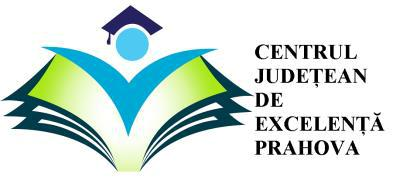 CENTRUL
JUDEȚEAN
DE
EXCELENȚĂ
PRAHOVA